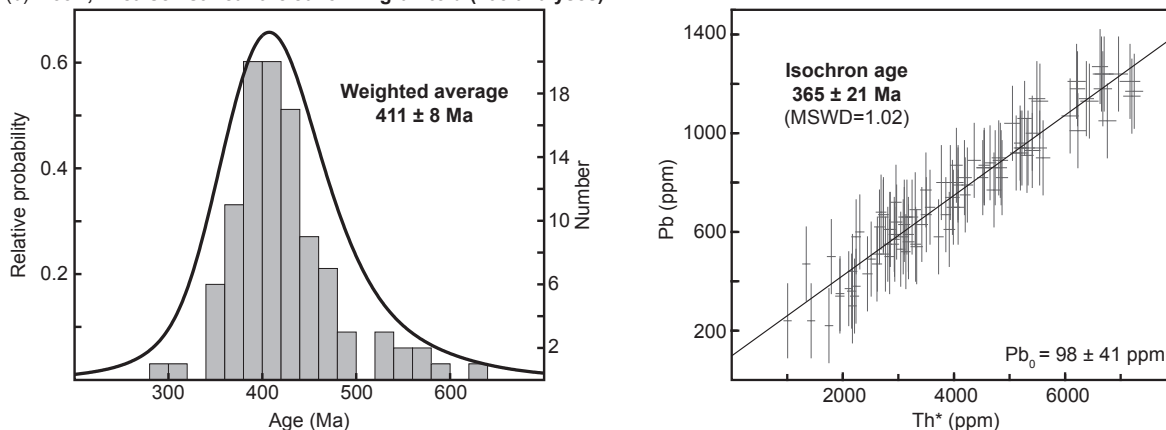 Relative probability
0.6
0.4
0.2
Weighted average
411 ± 8 Ma
18
14
10
6
2
Number
300
400
500
600
Age (Ma)
Pb (ppm)
1400
1000
600
200
Isochron age
365 ± 21 Ma
(MSWD=1.02)
Pb₀ = 98 ± 41 ppm
2000
4000
6000
Th* (ppm)